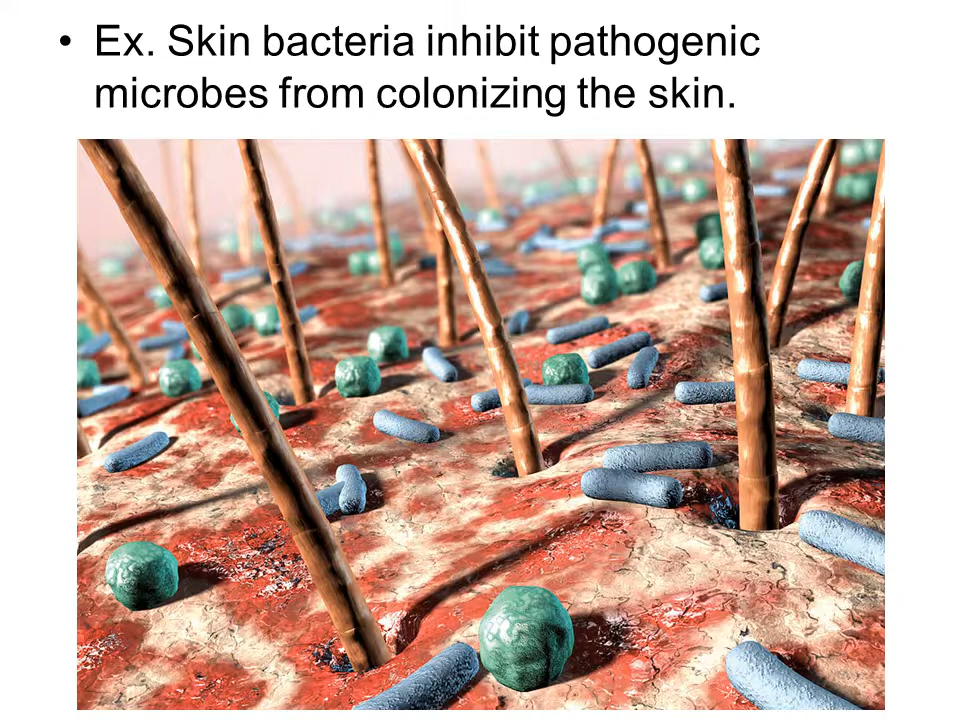 • Ex. Skin bacteria inhibit pathogenic
microbes from colonizing the skin.